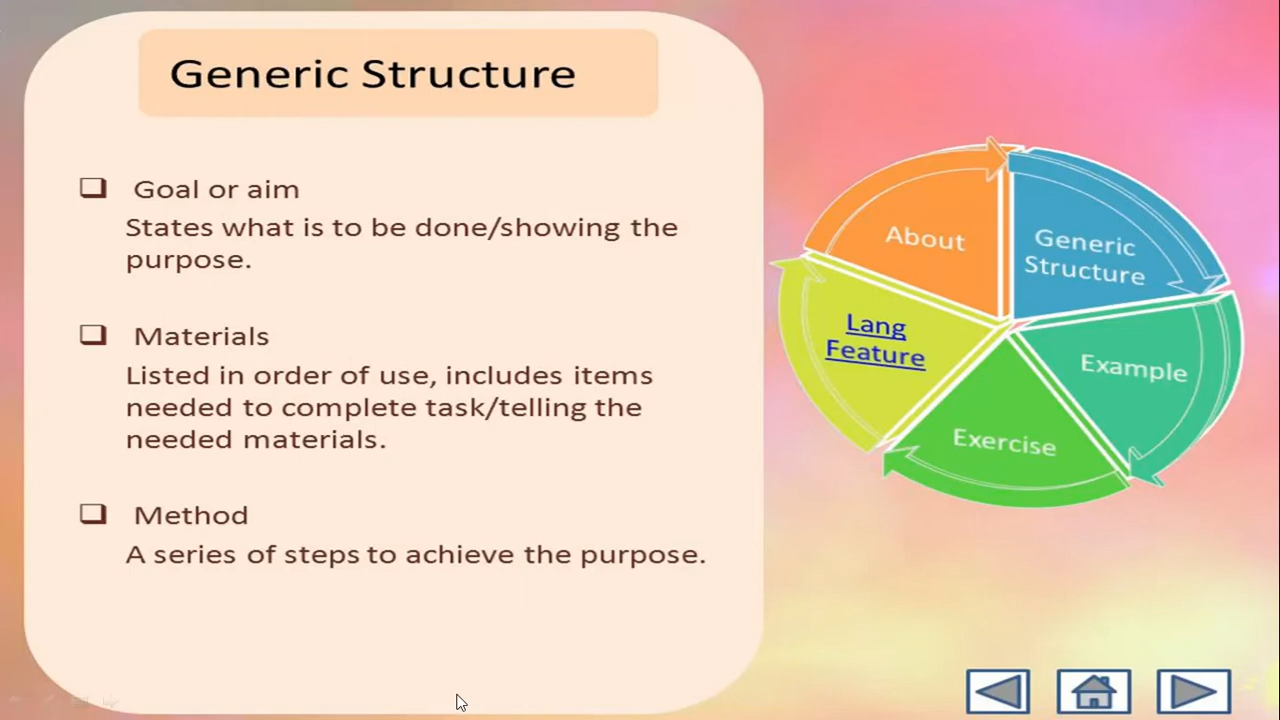 Generic Structure
Goal or aim
States what is to be done/showing the
purpose.
Materials
Listed in order of use, includes items
needed to complete task/telling the
needed materials.
Method
A series of steps to achieve the purpose.
About
Generic
Structure
Lang
Feature
Example
Exercise